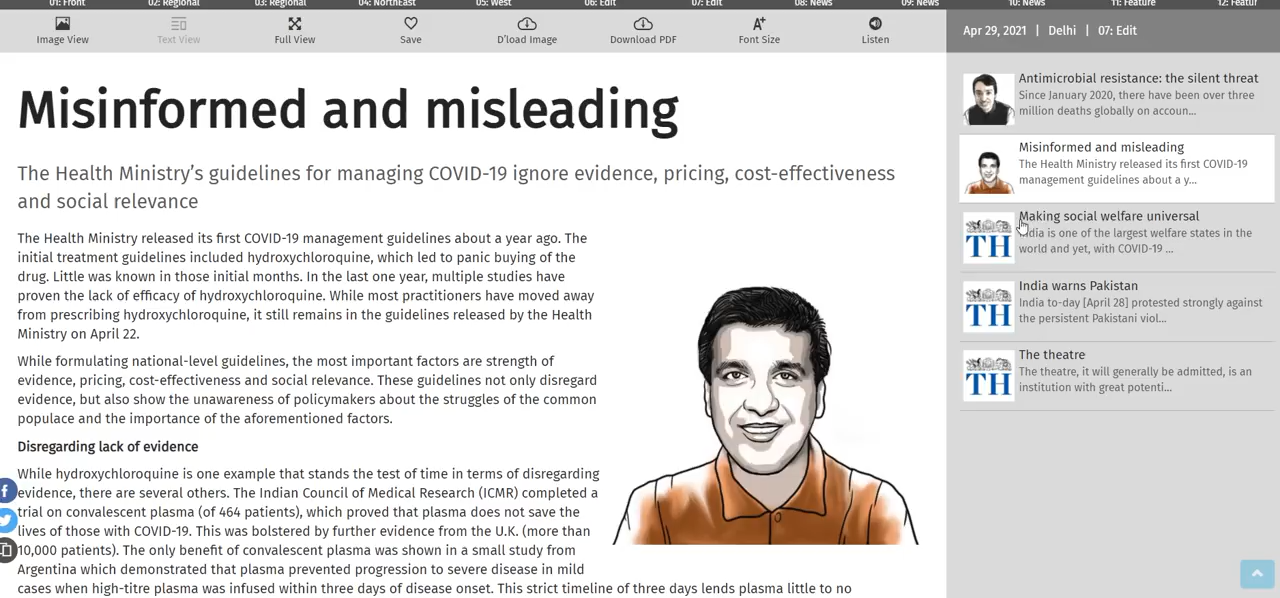 01: Front 02: Regional 03: Regional 04: NorthEast 05: West 06: Edit 07: Edit 08: News 09: News 10: News 11: Feature 12: Featur
Image View Text View Full View Save D'load Image Download PDF Font Size Listen
A+
Apr 29, 2021 | Delhi | 07: Edit
Misinformed and misleading
The Health Ministry's guidelines for managing COVID-19 ignore evidence, pricing, cost-effectiveness
and social relevance
The Health Ministry released its first COVID-19 management guidelines about a year ago. The
initial treatment guidelines included hydroxychloroquine, which led to panic buying of the
drug. Little was known in those initial months. In the last one year, multiple studies have
proven the lack of efficacy of hydroxychloroquine. While most practitioners have moved away
from prescribing hydroxychloroquine, it still remains in the guidelines released by the Health
Ministry on April 22.
While formulating national-level guidelines, the most important factors are strength of
evidence, pricing, cost-effectiveness and social relevance. These guidelines not only disregard
evidence, but also show the unawareness of policymakers about the struggles of the common
populace and the importance of the aforementioned factors.
Disregarding lack of evidence
While hydroxychloroquine is one example that stands the test of time in terms of disregarding
evidence, there are several others. The Indian Council of Medical Research (ICMR) completed a
trial on convalescent plasma (of 464 patients), which proved that plasma does not save the
lives of those with COVID-19. This was bolstered by further evidence from the U.K. (more than
10,000 patients). The only benefit of convalescent plasma was shown in a small study from
Argentina which demonstrated that plasma prevented progression to severe disease in mild
cases when high-titre plasma was infused within three days of disease onset. This strict timeline of three days lends plasma little to no
Antimicrobial resistance: the silent threat
Since January 2020, there have been over three
million deaths globally on accoun...
Misinformed and misleading
The Health Ministry released its first COVID-19
management guidelines about a y...
TH
Making social welfare universal
India is one of the largest welfare states in the
world and yet, with COVID-19 ...
TH
India warns Pakistan
India to-day [April 28] protested strongly against
the persistent Pakistani viol...
TH
The theatre
The theatre, it will generally be admitted, is an
institution with great potenti...